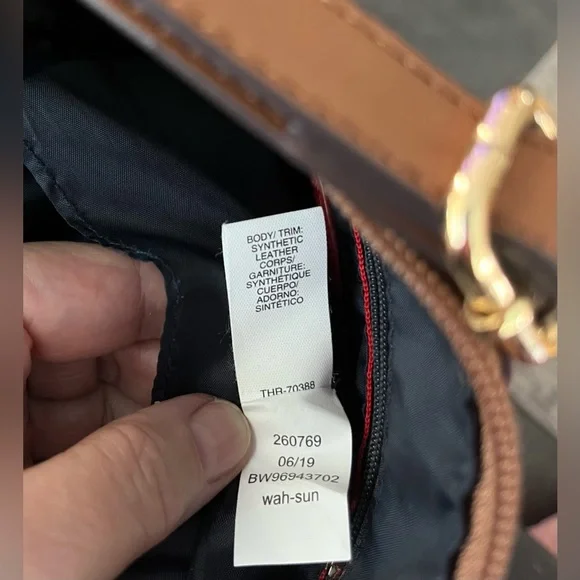 BODY/ TRIM:
SYNTHETIC
LEATHER
CORPS/
GARNITURE:
SYNTHÉTIQUE
CUERPO/
ADORNO:
SINTÉTICO
THR-70388
260769
06/19
BW96943702
wah-sun